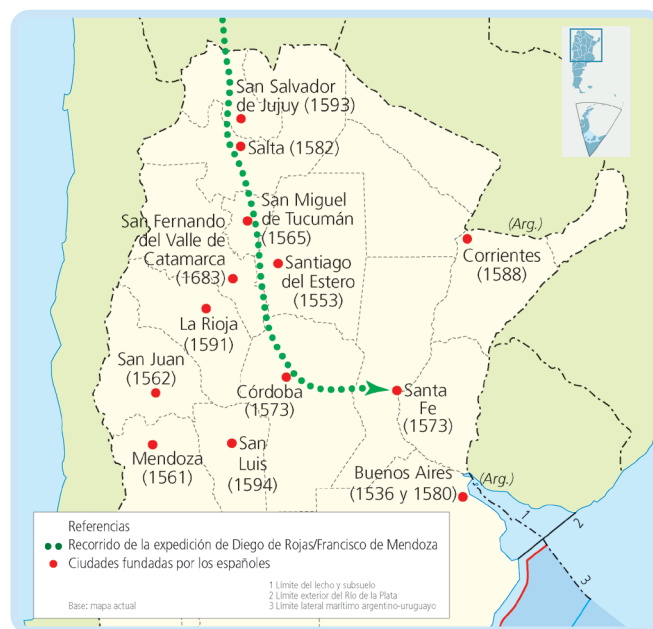 San Salvador
de Jujuy (1593)
Salta (1582)
San Miguel
de Tucumán
(1565)
San Fernando
del Valle de
Catamarca
(1683)
Santiago
del Estero
(1553)
(Arg.)
Corrientes
(1588)
La Rioja
(1591)
San Juan
(1562)
Córdoba
(1573)
Santa
Fe
(1573)
Mendoza
(1561)
San
Luis
(1594)
Buenos Aires
(1536 y 1580)
(Arg.)
1
2
3
Referencias
Recorrido de la expedición de Diego de Rojas/Francisco de Mendoza
Ciudades fundadas por los españoles
1 Límite del lecho y subsuelo
2 Límite exterior del Río de la Plata
3 Límite lateral marítimo argentino-uruguayo
Base: mapa actual